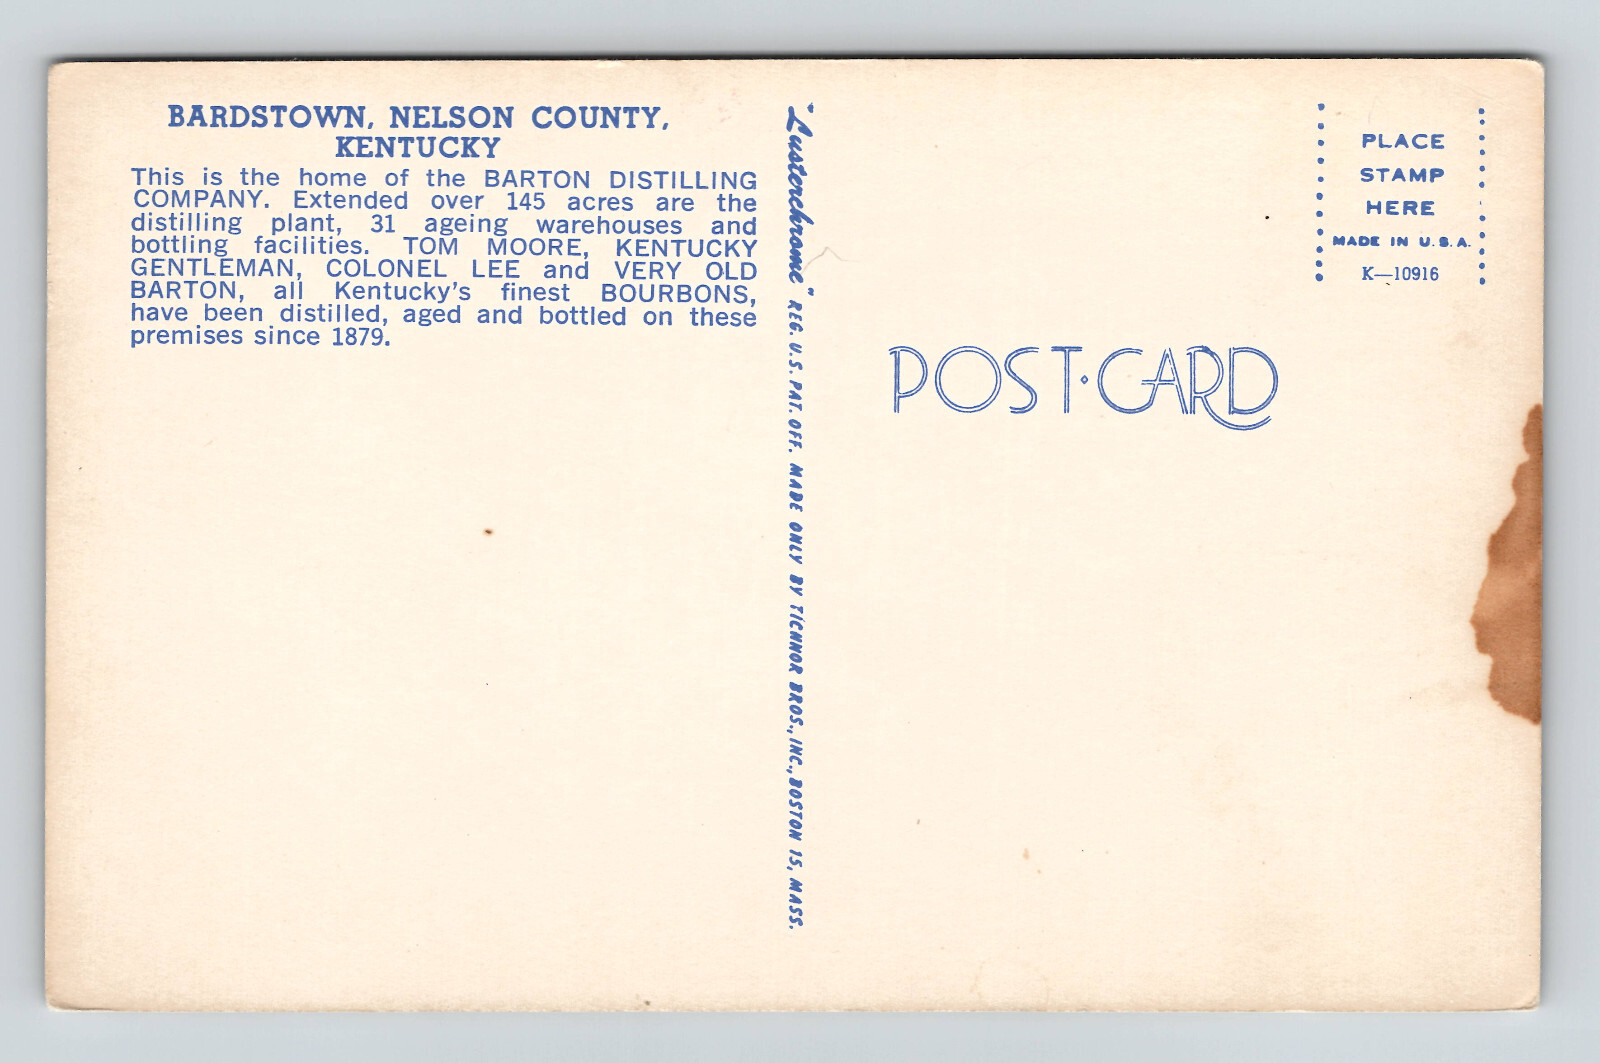 BARDSTOWN, NELSON COUNTY,
KENTUCKY
This is the home of the BARTON DISTILLING
COMPANY. Extended over 145 acres are the
distilling plant, 31 ageing warehouses and
bottling facilities. TOM MOORE, KENTUCKY
GENTLEMAN, COLONEL LEE and VERY OLD
BARTON, all Kentucky's finest BOURBONS,
have been distilled, aged and bottled on these
premises since 1879.
"Lusterchrome" REG. U.S. PAT. OFF. MADE ONLY BY TICHNOR BROS., INC., BOSTON 15, MASS.
POST·CARD
PLACE
STAMP
HERE
MADE IN U.S.A.
K—10916